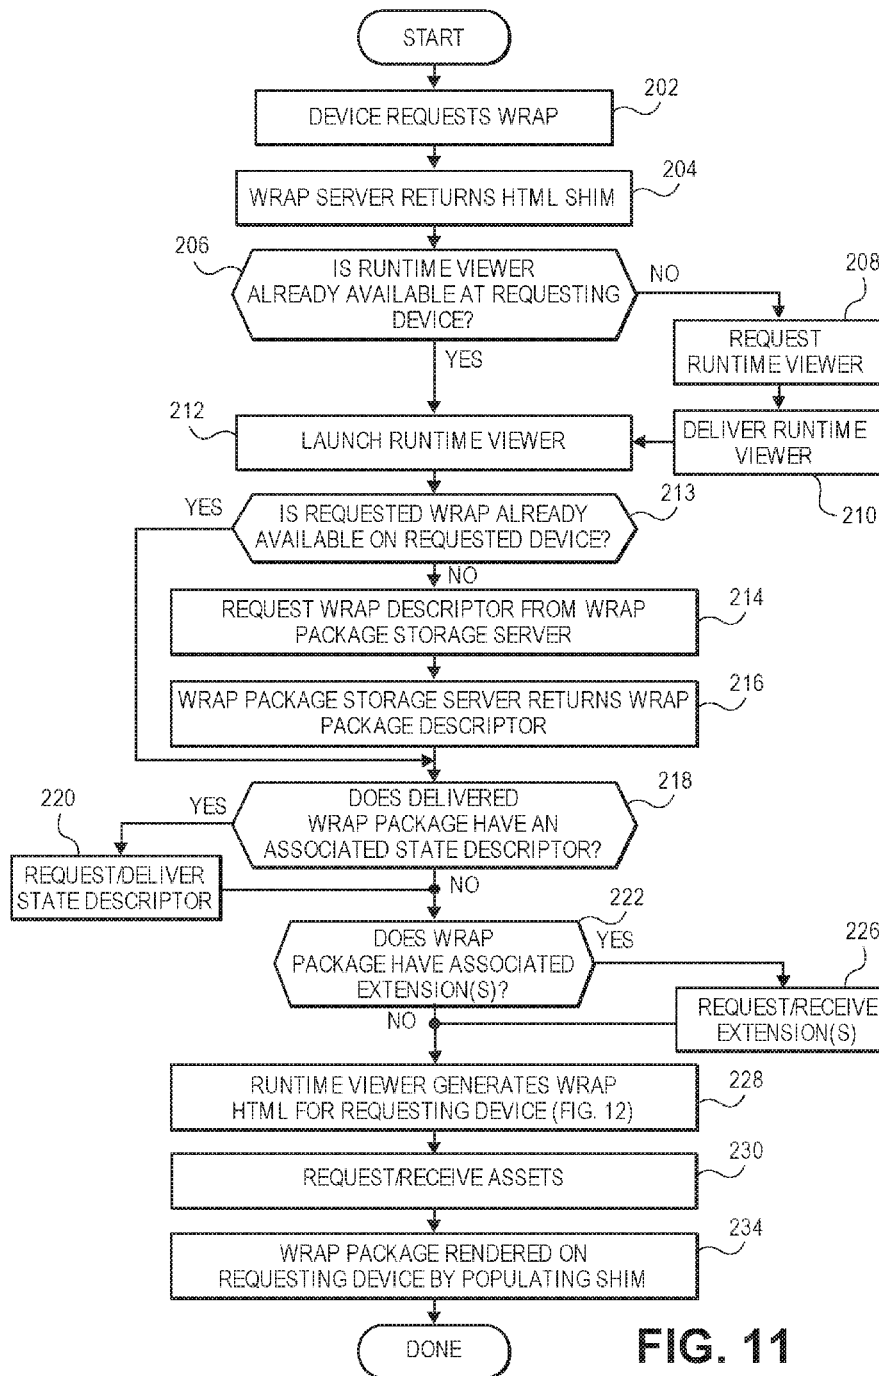 START
202
DEVICE REQUESTS WRAP
204
WRAP SERVER RETURNS HTML SHIM
206
IS RUNTIME VIEWER
ALREADY AVAILABLE AT REQUESTING
DEVICE?
NO
208
REQUEST
RUNTIME VIEWER
YES
212
LAUNCH RUNTIME VIEWER
DELIVER RUNTIME
VIEWER
210
213
YES
IS REQUESTED WRAP ALREADY
AVAILABLE ON REQUESTED DEVICE?
NO
214
REQUEST WRAP DESCRIPTOR FROM WRAP
PACKAGE STORAGE SERVER
216
WRAP PACKAGE STORAGE SERVER RETURNS WRAP
PACKAGE DESCRIPTOR
218
220
YES
DOES DELIVERED
WRAP PACKAGE HAVE AN
ASSOCIATED STATE DESCRIPTOR?
REQUEST/DELIVER
STATE DESCRIPTOR
NO
222
DOES WRAP
PACKAGE HAVE ASSOCIATED
EXTENSION(S)?
YES
226
REQUEST/RECEIVE
EXTENSION(S)
NO
228
RUNTIME VIEWER GENERATES WRAP
HTML FOR REQUESTING DEVICE (FIG. 12)
230
REQUEST/RECEIVE ASSETS
234
WRAP PACKAGE RENDERED ON
REQUESTING DEVICE BY POPULATING SHIM
DONE
FIG. 11